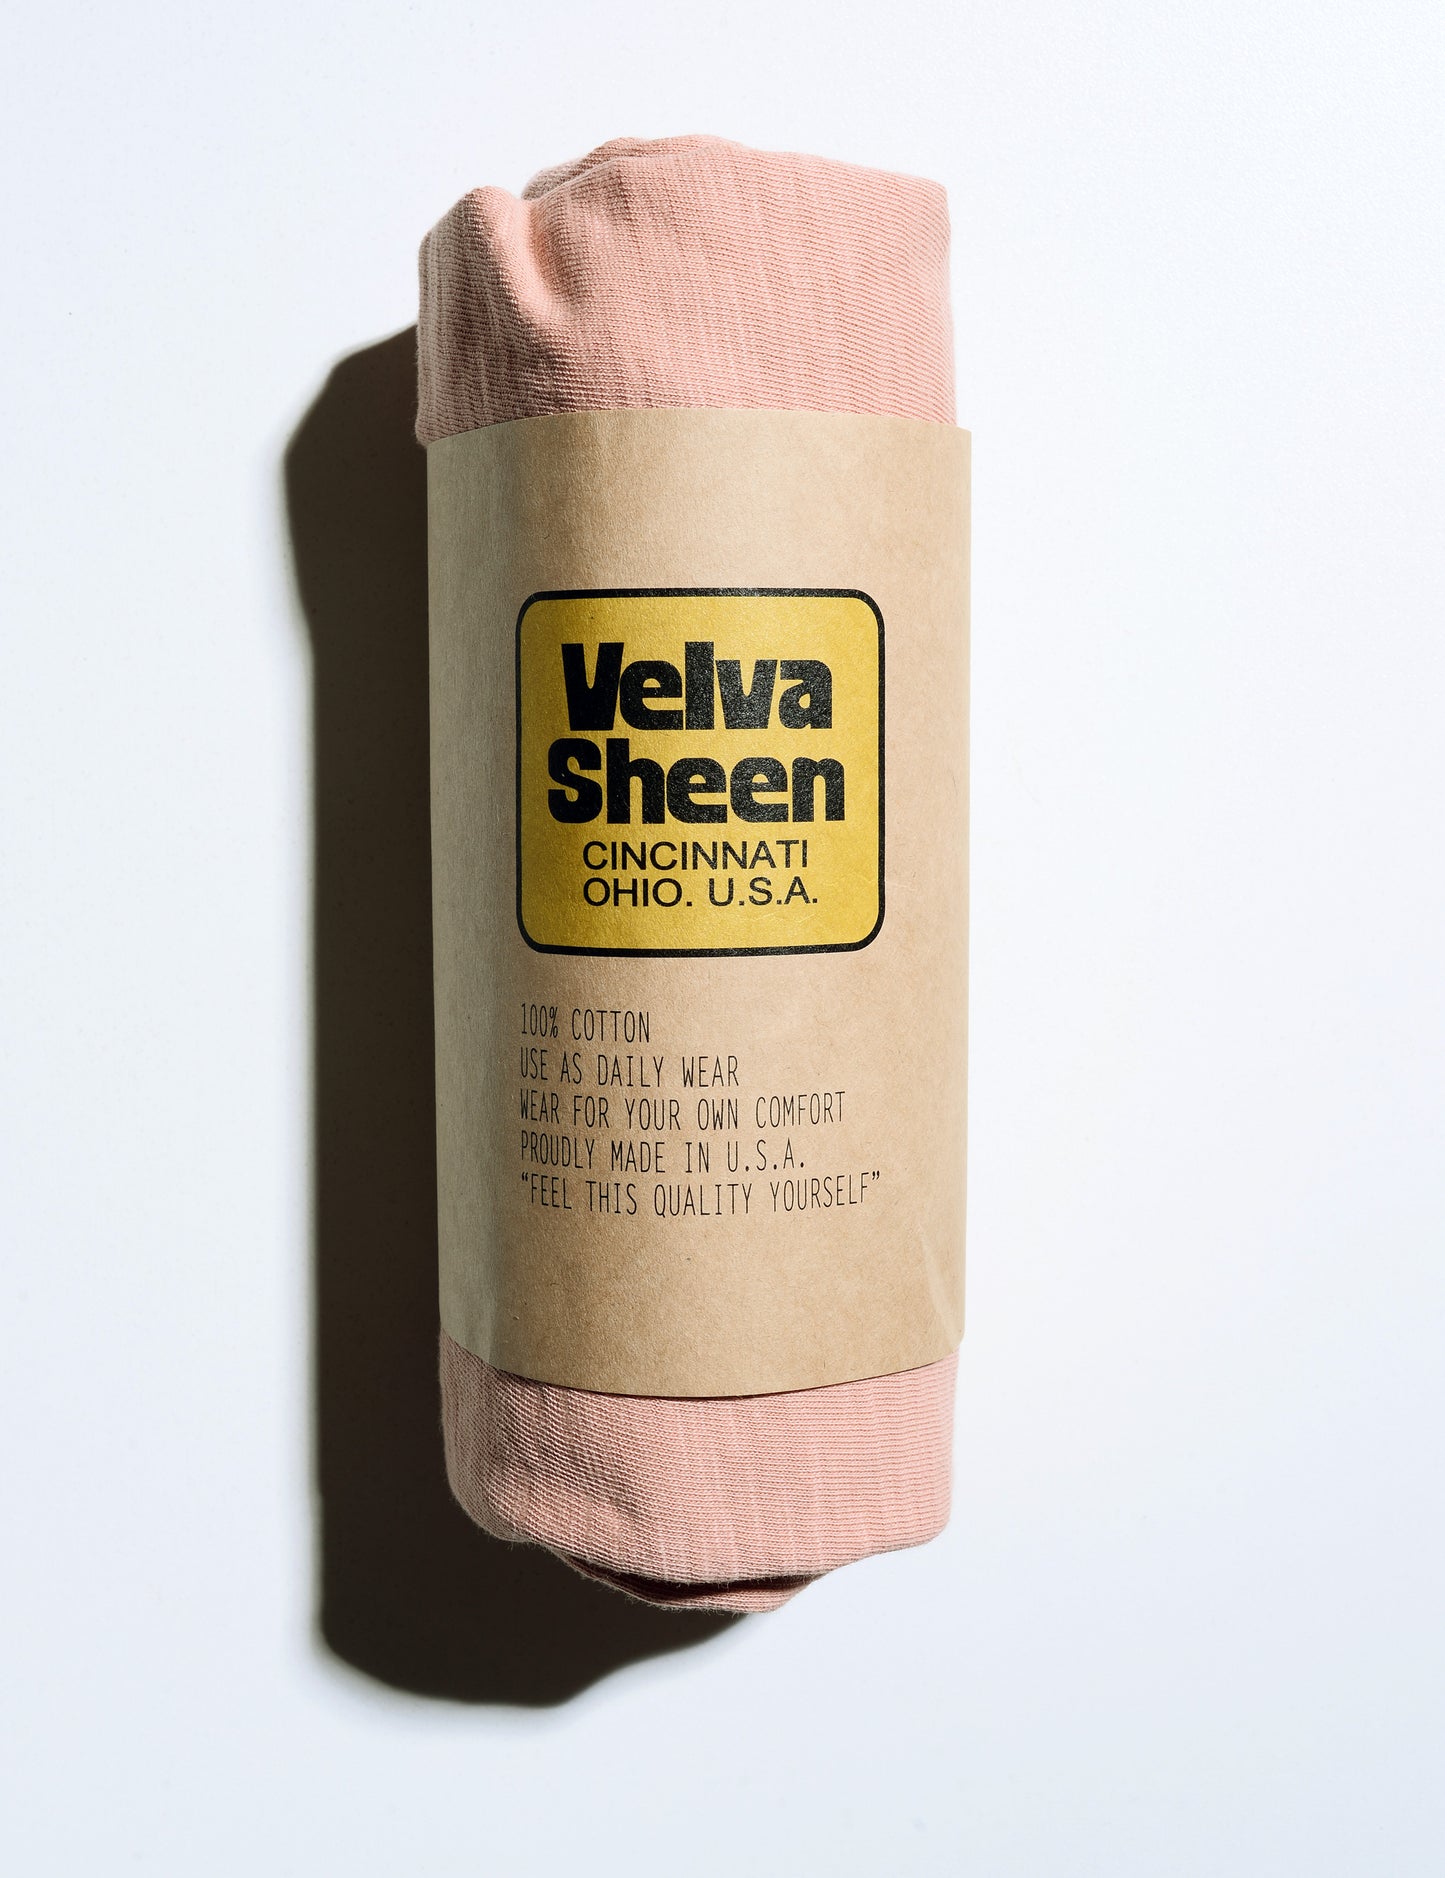 Velva
Sheen
CINCINNATI
OHIO. U.S.A.
100% COTTON
USE AS DAILY WEAR
WEAR FOR YOUR OWN COMFORT
PROUDLY MADE IN U.S.A.
“FEEL THIS QUALITY YOURSELF”